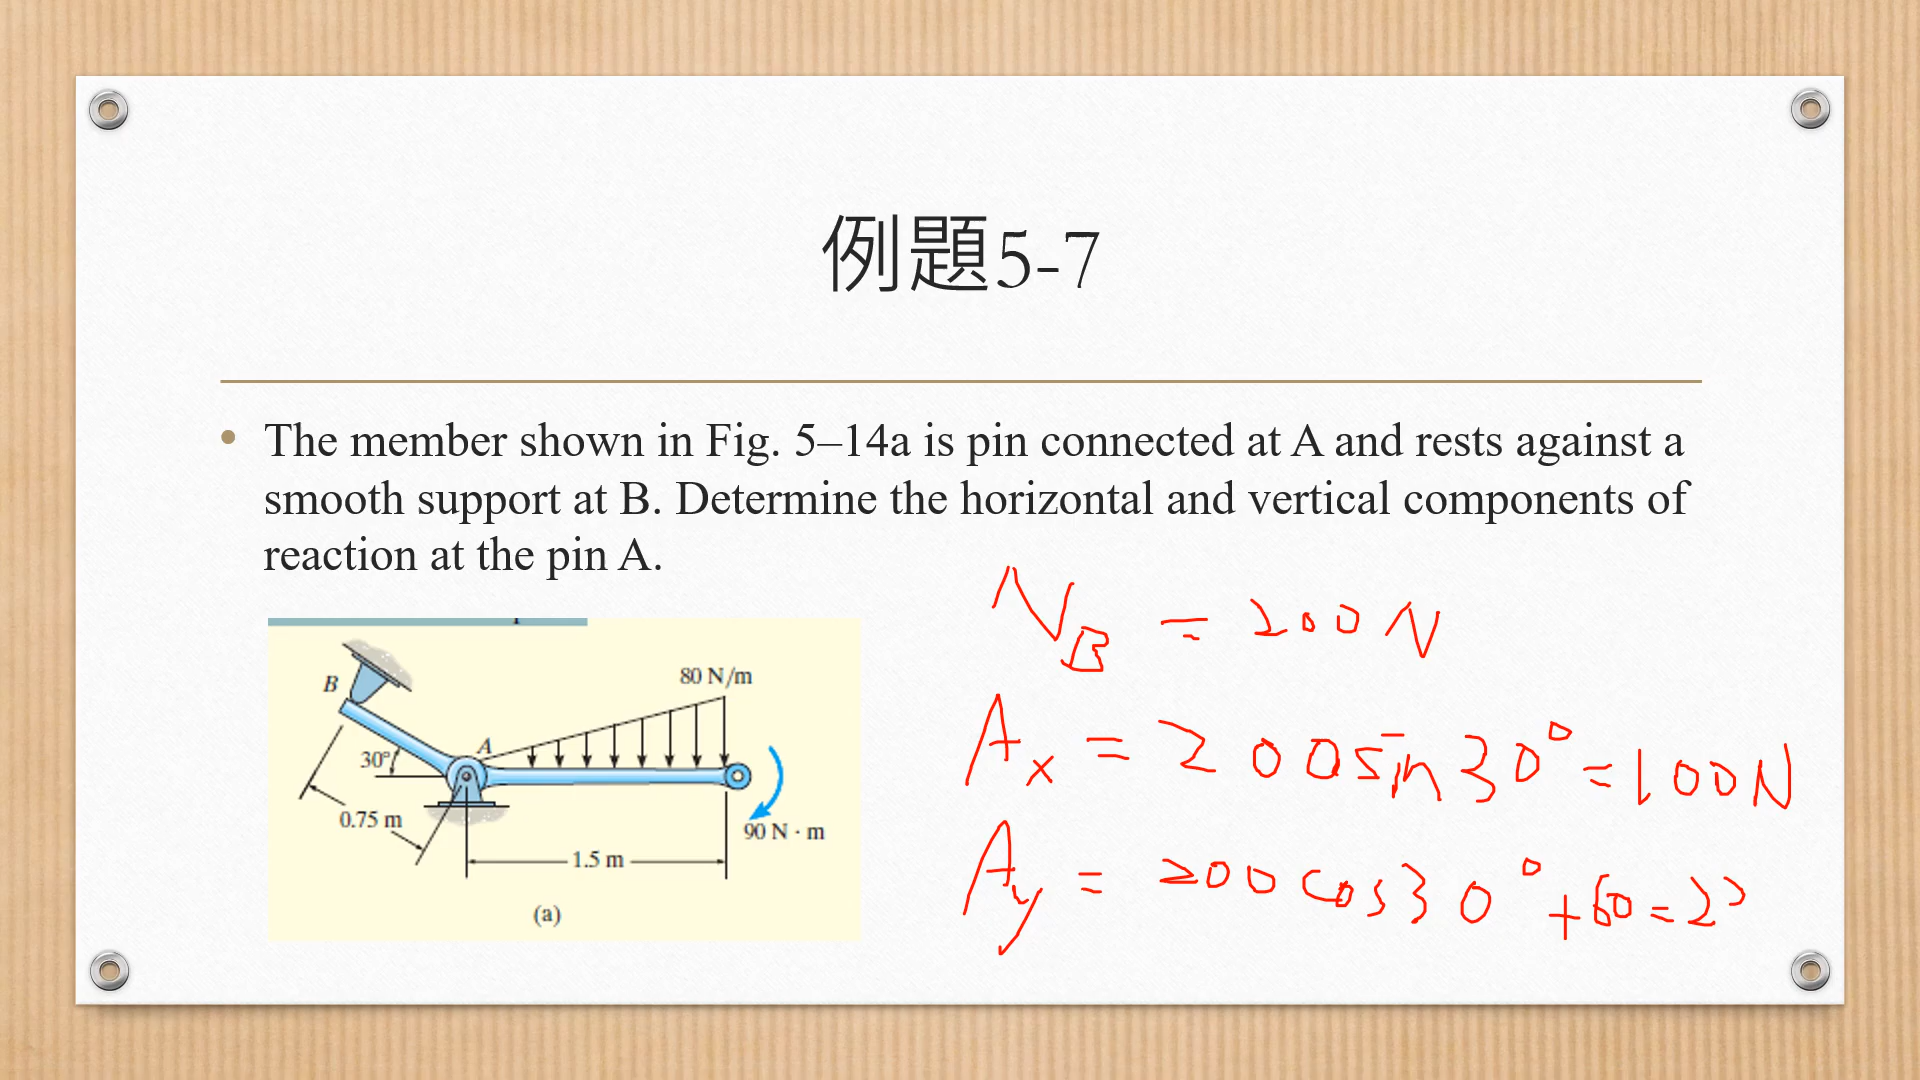 例題5-7
• The member shown in Fig. 5–14a is pin connected at A and rests against a
smooth support at B. Determine the horizontal and vertical components of
reaction at the pin A.
N_B = 200 N
A_x = 200 sin 30° = 100 N
A_y = 200 cos 30° + 60 = 23
B
80 N/m
A
30°
0.75 m
90 N · m
1.5 m
(a)